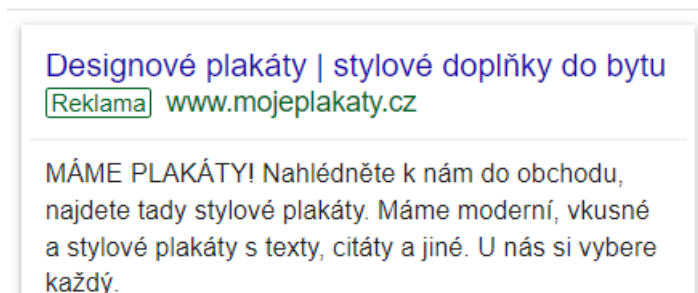 Designové plakáty | stylové doplňky do bytu
Reklama www.mojeplakaty.cz
MÁME PLAKÁTY! Nahlédněte k nám do obchodu,
najdete tady stylové plakáty. Máme moderní, vkusné
a stylové plakáty s texty, citáty a jiné. U nás si vybere
každý.